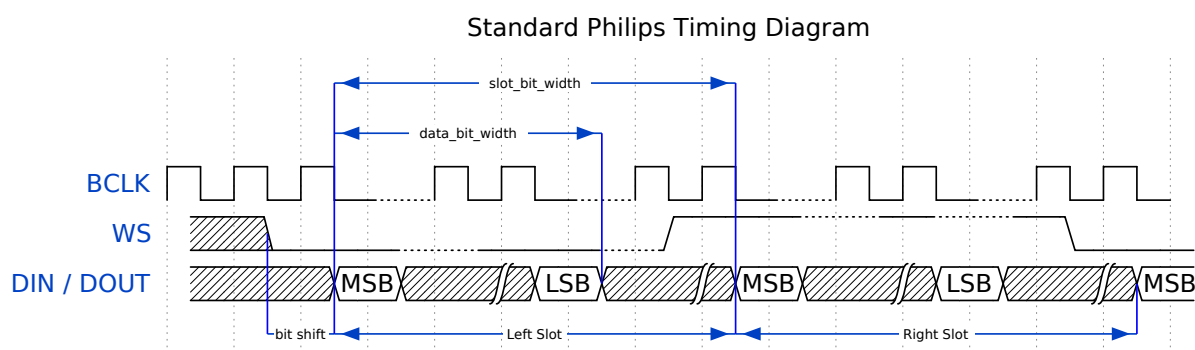 Standard Philips Timing Diagram
slot_bit_width
data_bit_width
BCLK
WS
DIN / DOUT
MSB
LSB
MSB
LSB
MSB
bit shift
Left Slot
Right Slot